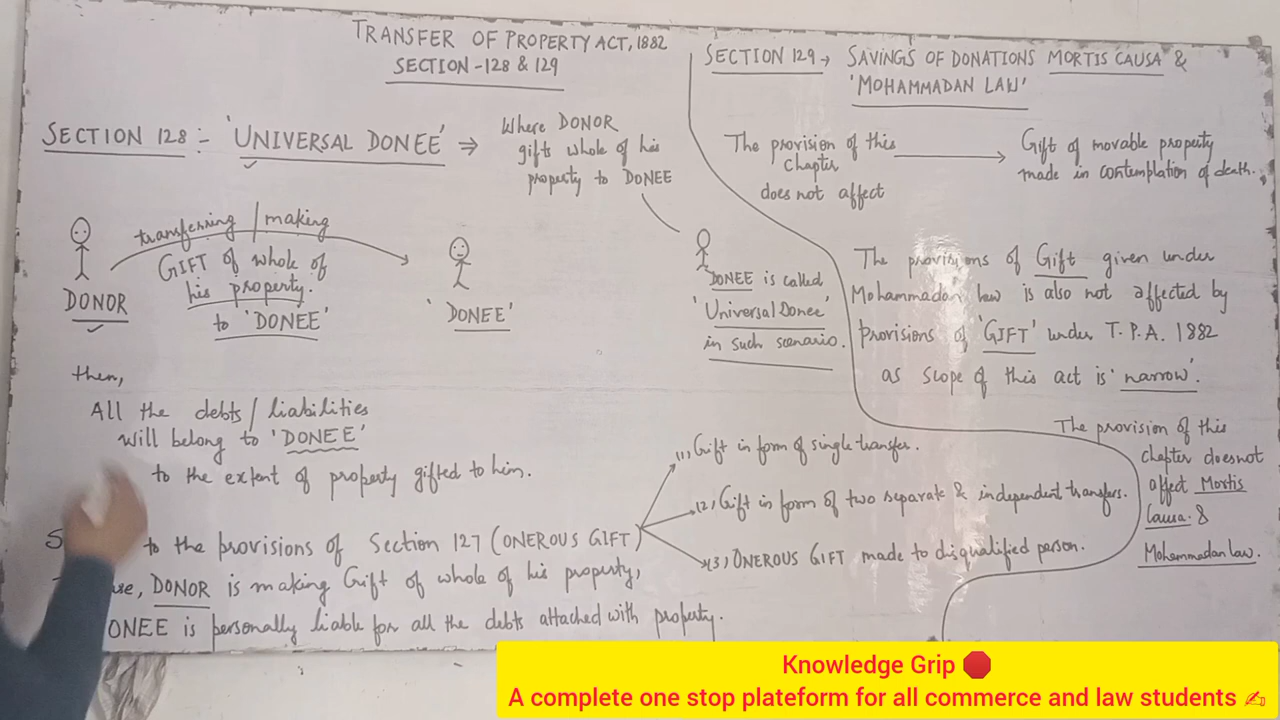 TRANSFER OF PROPERTY ACT, 1882
SECTION - 128 & 129
SECTION 128 :- 'UNIVERSAL DONEE' ⇒
Where DONOR
gifts whole of his
property to DONEE
transferring / making
GIFT of whole of
his property.
to 'DONEE'
DONOR
'DONEE'
DONEE is called
'Universal Donee'
in such scenario.
then,
All the debts / liabilities
will belong to 'DONEE'
to the extent of property gifted to him.
to the provisions of Section 127 (ONEROUS GIFT)
(1) Gift in form of single transfer.
(2) Gift in form of two separate & independent transfers.
(3) ONEROUS GIFT made to disqualified person.
DONOR is making Gift of whole of his property,
ONEE is personally liable for all the debts attached with property.
SECTION 129 → SAVINGS OF DONATIONS MORTIS CAUSA &
'MOHAMMADAN LAW'
The provision of this
chapter
does not affect
Gift of movable property
made in contemplation of death.
The provisions of Gift given under
Mohammadan law is also not affected by
provisions of 'GIFT' under T.P.A. 1882
as scope of this act is 'narrow'.
The provision of this
chapter doesnot
affect Mortis
Causa &
Mohammadan law.
Knowledge Grip 🛑
A complete one stop plateform for all commerce and law students ✍